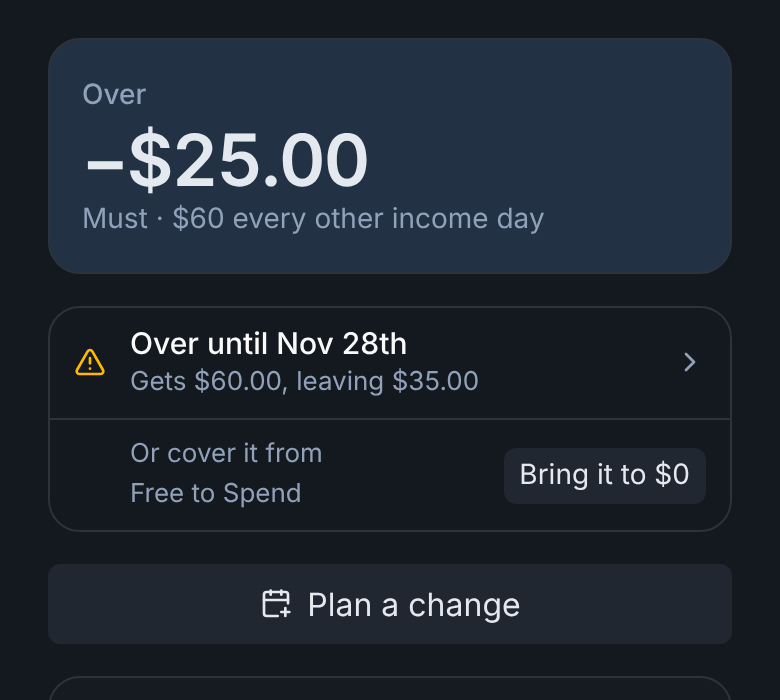 Over
–$25.00
Must · $60 every other income day
Over until Nov 28th
Gets $60.00, leaving $35.00
Or cover it from
Free to Spend
Bring it to $0
Plan a change